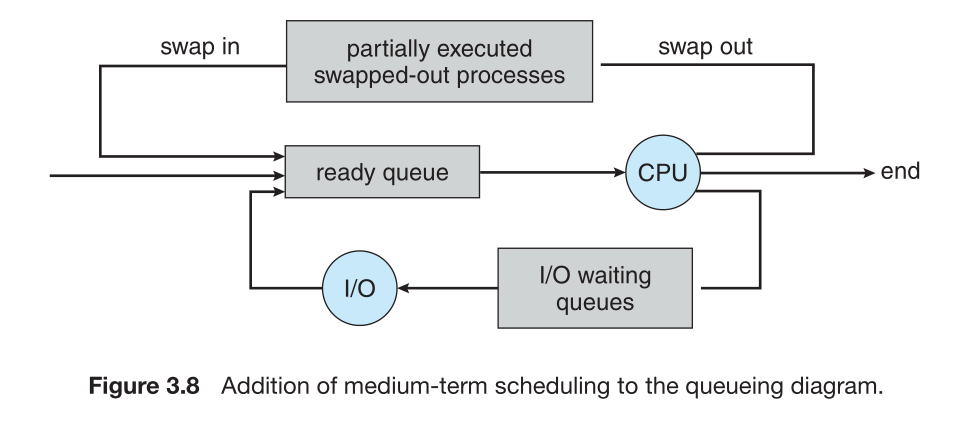 swap in
partially executed
swapped-out processes
swap out
ready queue
CPU
end
I/O
I/O waiting
queues
Figure 3.8 Addition of medium-term scheduling to the queueing diagram.